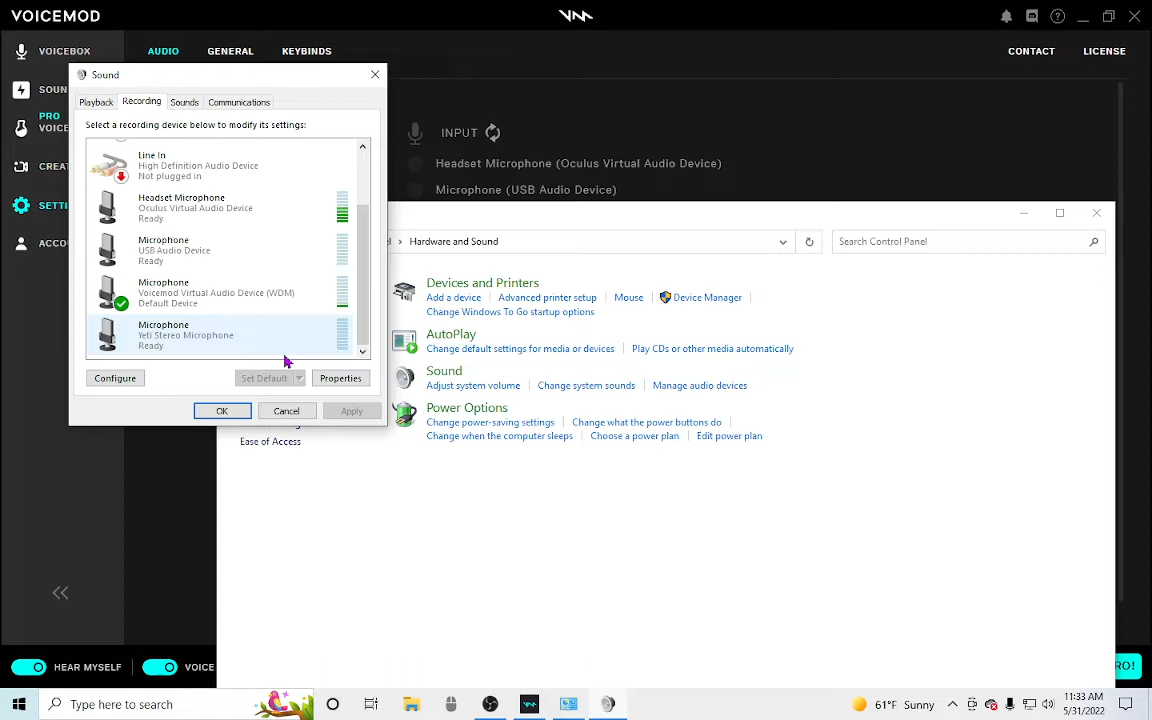 VOICEMOD
VOICEBOX
AUDIO
GENERAL
KEYBINDS
CONTACT
LICENSE
SOUN
PRO
VOICE
CREAT
SETTI
ACCOU
INPUT
Headset Microphone (Oculus Virtual Audio Device)
Microphone (USB Audio Device)
Sound
Playback
Recording
Sounds
Communications
Select a recording device below to modify its settings:
Line In
High Definition Audio Device
Not plugged in
Headset Microphone
Oculus Virtual Audio Device
Ready
Microphone
USB Audio Device
Ready
Microphone
Voicemod Virtual Audio Device (WDM)
Default Device
Microphone
Yeti Stereo Microphone
Ready
Configure
Set Default
Properties
OK
Cancel
Apply
Ease of Access
Hardware and Sound
Search Control Panel
Devices and Printers
Add a device
Advanced printer setup
Mouse
Device Manager
Change Windows To Go startup options
AutoPlay
Change default settings for media or devices
Play CDs or other media automatically
Sound
Adjust system volume
Change system sounds
Manage audio devices
Power Options
Change power-saving settings
Change what the power buttons do
Change when the computer sleeps
Choose a power plan
Edit power plan
HEAR MYSELF
VOICE
RO!
Type here to search
61°F Sunny
11:33 AM
5/31/2022